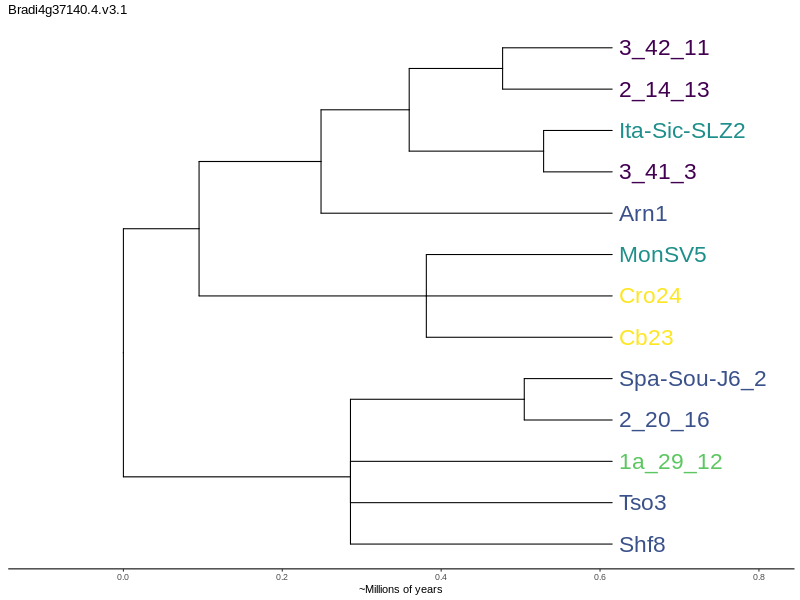 Bradi4g37140.4.v3.1
3_42_11
2_14_13
Ita-Sic-SLZ2
3_41_3
Arn1
MonSV5
Cro24
Cb23
Spa-Sou-J6_2
2_20_16
1a_29_12
Tso3
Shf8
0.0 0.2 0.4 0.6 0.8
~Millions of years